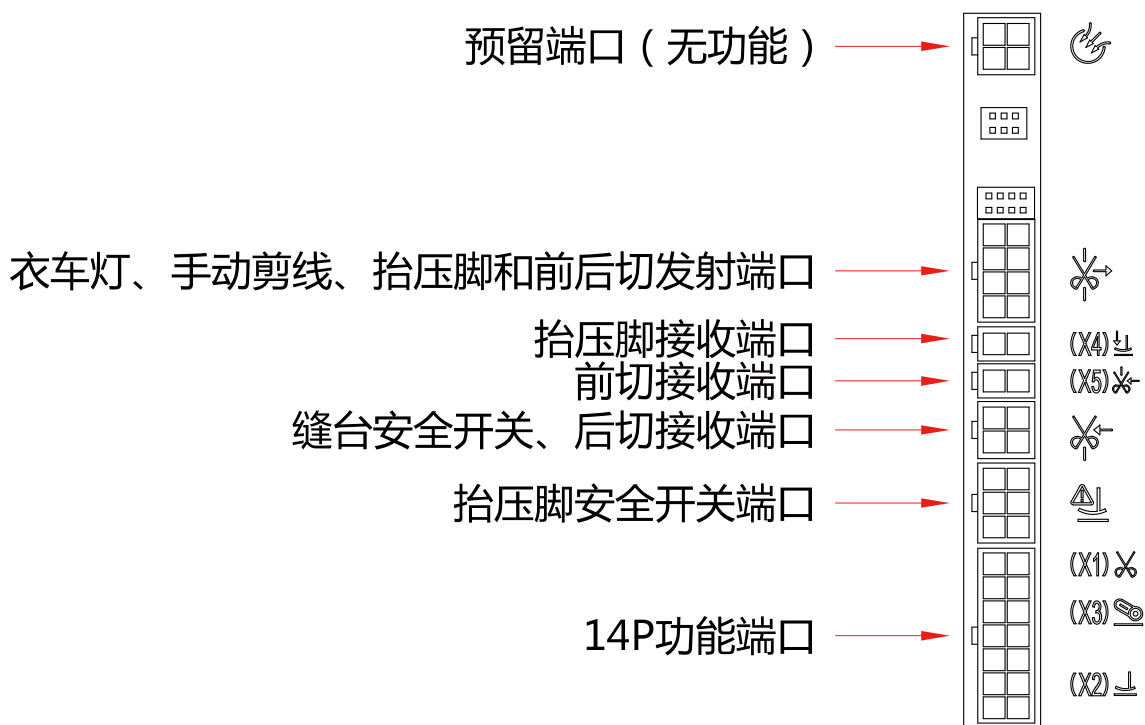 预留端口（无功能）
衣车灯、手动剪线、抬压脚和前后切发射端口
抬压脚接收端口
(X4)
前切接收端口
(X5)
缝台安全开关、后切接收端口
抬压脚安全开关端口
(X1)
(X3)
14P功能端口
(X2)